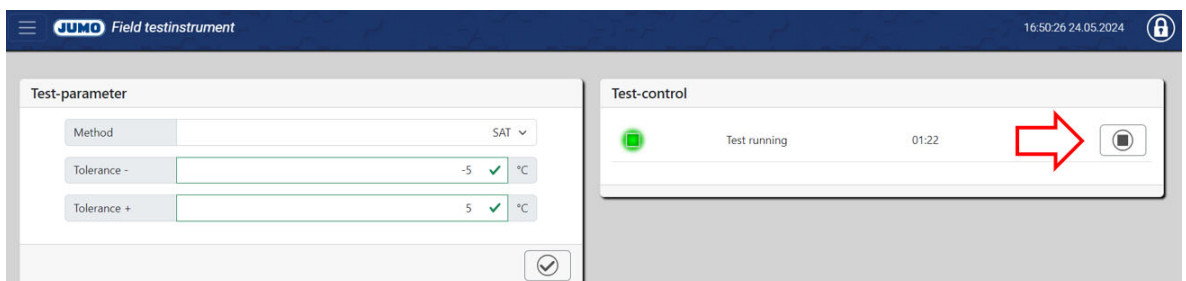 JUMO Field testinstrument
16:50:26 24.05.2024
Test-parameter
Method SAT
Tolerance - -5 °C
Tolerance + 5 °C
Test-control
Test running 01:22